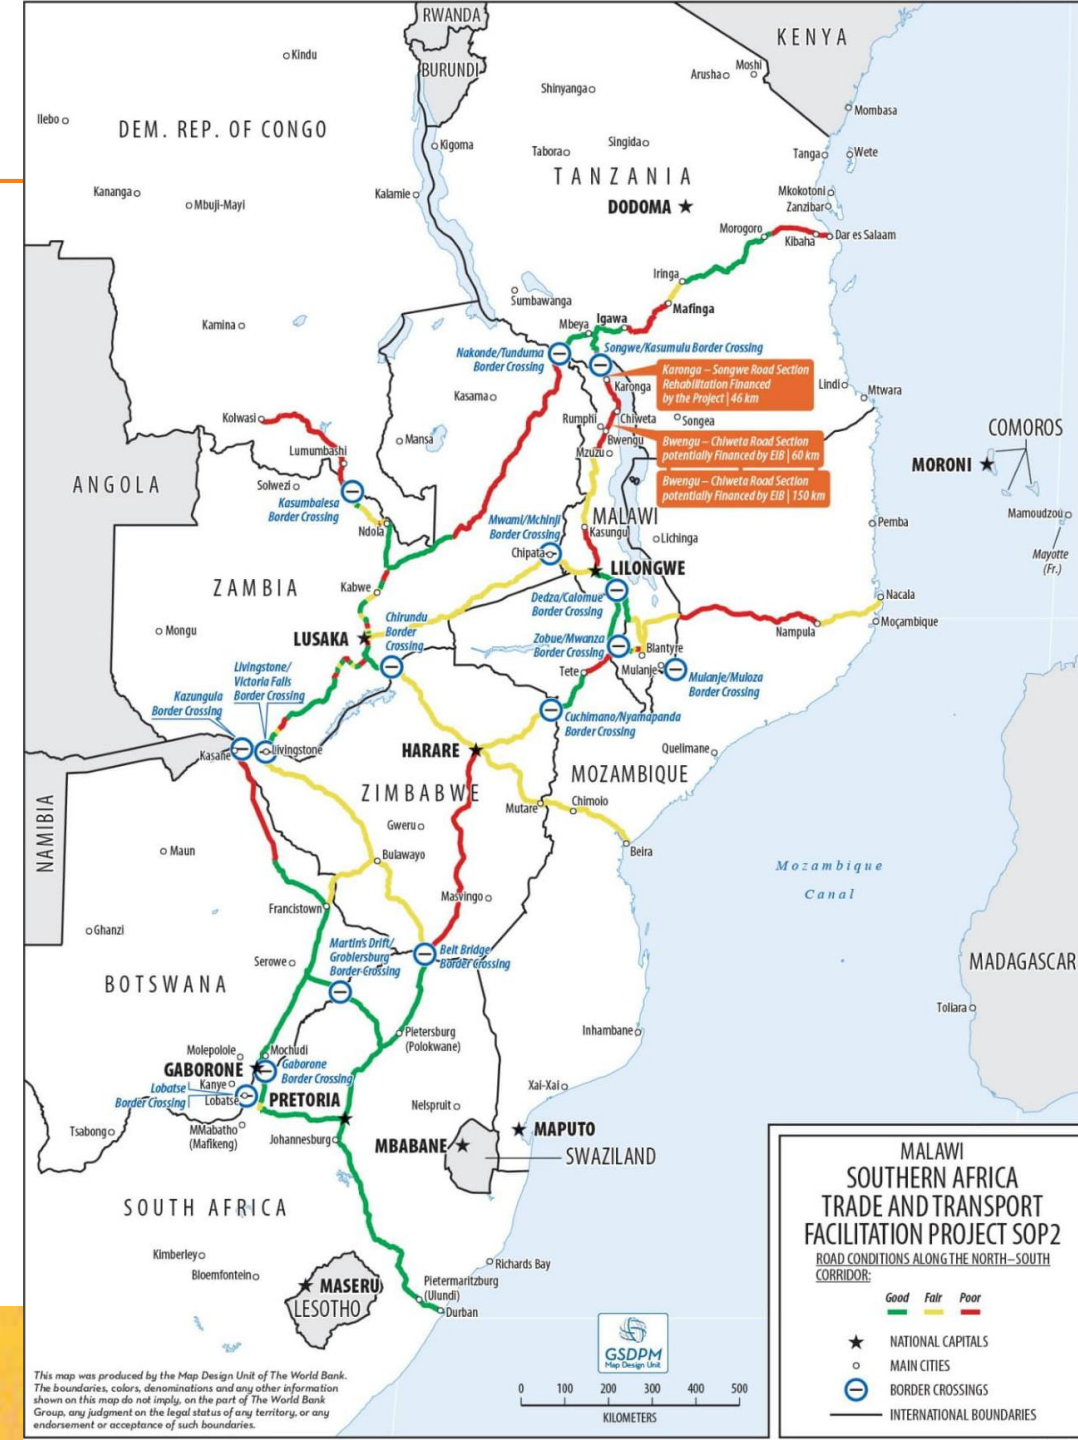 RWANDA
KENYA
BURUNDI
Kindu
Arusha
Moshi
Shinyanga
Ilebo
DEM. REP. OF CONGO
Mombasa
Kigoma
Tabora
Singida
Tanga
Wete
TANZANIA
Kananga
Mbuji-Mayi
Kalamie
DODOMA
Mkokotoni
Zanzibar
Morogoro
Kibaha
Dar es Salaam
Iringa
Sumbawanga
Mafinga
Kamina
Mbeya
Igawa
Nakonde/Tunduma
Border Crossing
Songwe/Kasumulu Border Crossing
Karonga – Songwe Road Section
Rehabilitation Financed
by the Project | 46 km
Karonga
Lindi
Mtwara
Kasama
Kolwasi
Rumphi
Chiweta
Songea
Mansa
Bwengu
Bwengu – Chiweta Road Section
potentially Financed by EIB | 60 km
COMOROS
Lumumbashi
Mzuzu
MORONI
ANGOLA
Solwezi
Bwengu – Chiweta Road Section
potentially Financed by EIB | 150 km
Kasumbalesa
Border Crossing
Mwami/Mchinji
Border Crossing
MALAWI
Mamoudzou
Pemba
Ndola
Kasungu
Lichinga
Chipata
Mayotte
(Fr.)
LILONGWE
ZAMBIA
Kabwe
Dedza/Calomue
Border Crossing
Nacala
Chirundu
Border
Crossing
Moçambique
Mongu
LUSAKA
Nampula
Zobue/Mwanza
Border Crossing
Blantyre
Livingstone/
Victoria Falls
Border Crossing
Tete
Mulanje
Mulanje/Muloza
Border Crossing
Kazungula
Border Crossing
Cuchimano/Nyamapanda
Border Crossing
Kasane
Livingstone
HARARE
Quelimane
MOZAMBIQUE
ZIMBABWE
NAMIBIA
Mutare
Chimoio
Gweru
Maun
Bulawayo
Beira
Mozambique
Canal
Masvingo
Francistown
Ghanzi
Martin's Drift/
Groblersburg
Border Crossing
Beit Bridge
Border Crossing
Serowe
MADAGASCAR
BOTSWANA
Toliara
Pietersburg
(Polokwane)
Inhambane
Molepolole
Mochudi
GABORONE
Gaborone
Border Crossing
Kanye
Lobatse
Border Crossing
Lobatse
PRETORIA
Xai-Xai
Nelspruit
Tsabong
MMabatho
(Mafikeng)
Johannesburg
MBABANE
MAPUTO
SWAZILAND
SOUTH AFRICA
Kimberley
Bloemfontein
Richards Bay
MASERU
LESOTHO
Pietermaritzburg
(Ulundi)
Durban
MALAWI
SOUTHERN AFRICA
TRADE AND TRANSPORT
FACILITATION PROJECT SOP2
ROAD CONDITIONS ALONG THE NORTH–SOUTH
CORRIDOR:
Good Fair Poor
NATIONAL CAPITALS
MAIN CITIES
BORDER CROSSINGS
INTERNATIONAL BOUNDARIES
GSDPM
Map Design Unit
0 100 200 300 400 500
KILOMETERS
This map was produced by the Map Design Unit of The World Bank.
The boundaries, colors, denominations and any other information
shown on this map do not imply, on the part of The World Bank
Group, any judgment on the legal status of any territory, or any
endorsement or acceptance of such boundaries.